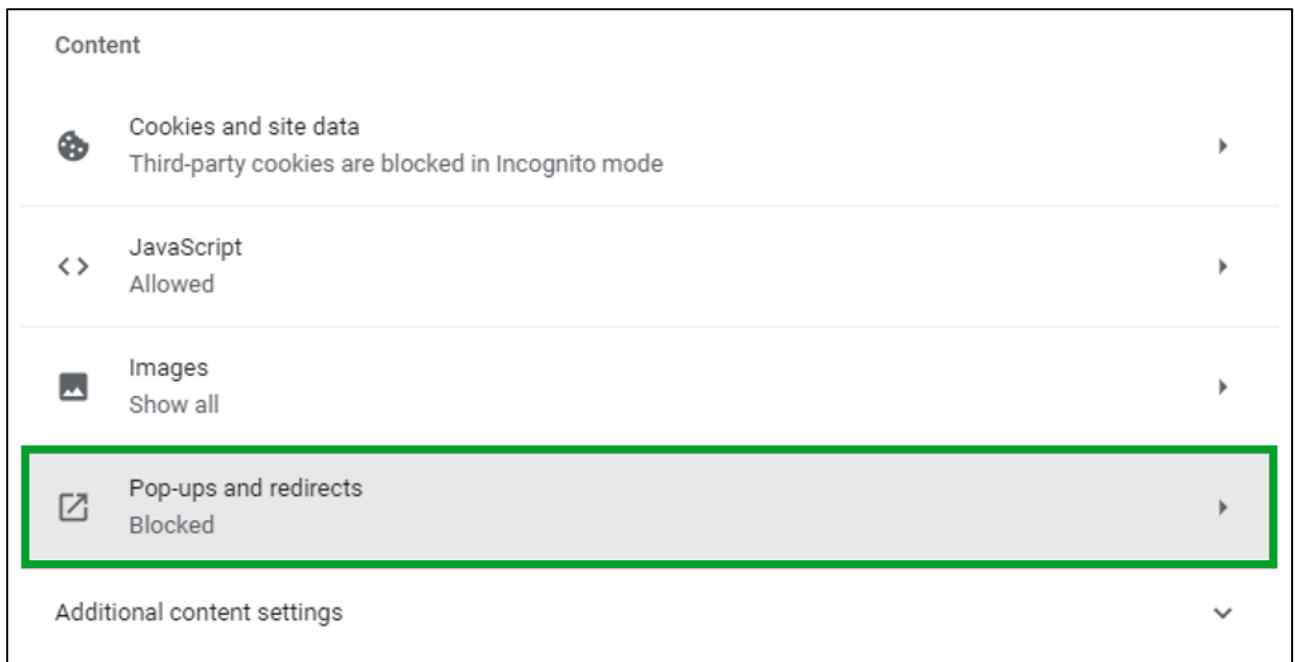 Content
Cookies and site data
Third-party cookies are blocked in Incognito mode
JavaScript
Allowed
Images
Show all
Pop-ups and redirects
Blocked
Additional content settings